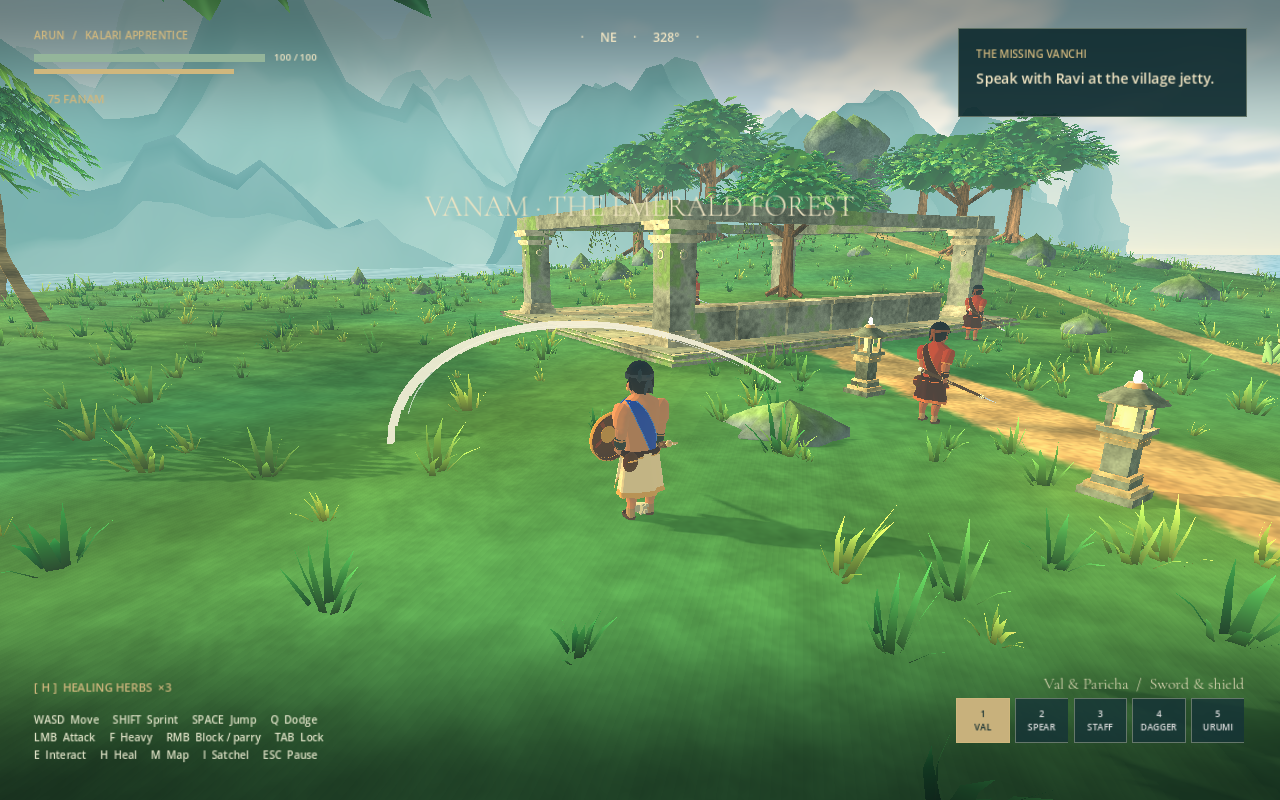 ARUN / KALARI APPRENTICE
100 / 100
75 FANAM
· NE · 328° ·
THE MISSING VANCHI
Speak with Ravi at the village jetty.
VANAM · THE EMERALD FOREST
[ H ] HEALING HERBS ×3
WASD Move SHIFT Sprint SPACE Jump Q Dodge
LMB Attack F Heavy RMB Block / parry TAB Lock
E Interact H Heal M Map I Satchel ESC Pause
Val & Paricha / Sword & shield
1 2 3 4 5
VAL SPEAR STAFF DAGGER URUMI